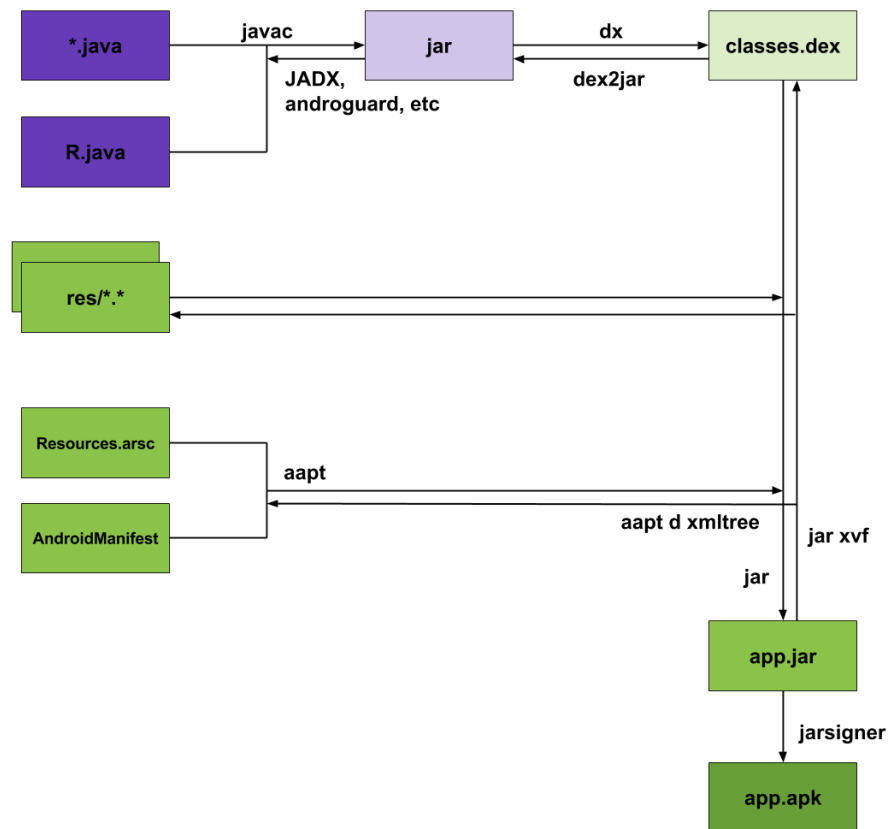 *.java
javac
jar
dx
classes.dex
JADX,
androguard, etc
dex2jar
R.java
res/*.*
Resources.arsc
aapt
AndroidManifest
aapt d xmltree
jar xvf
jar
app.jar
jarsigner
app.apk